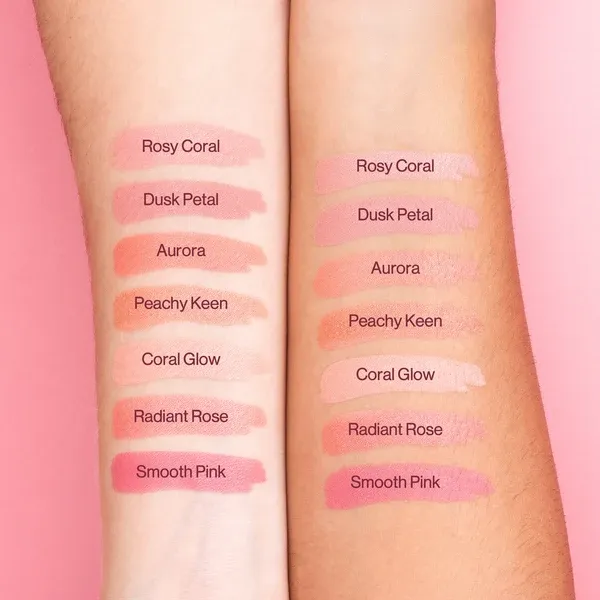 Rosy Coral
Dusk Petal
Aurora
Peachy Keen
Coral Glow
Radiant Rose
Smooth Pink
Rosy Coral
Dusk Petal
Aurora
Peachy Keen
Coral Glow
Radiant Rose
Smooth Pink